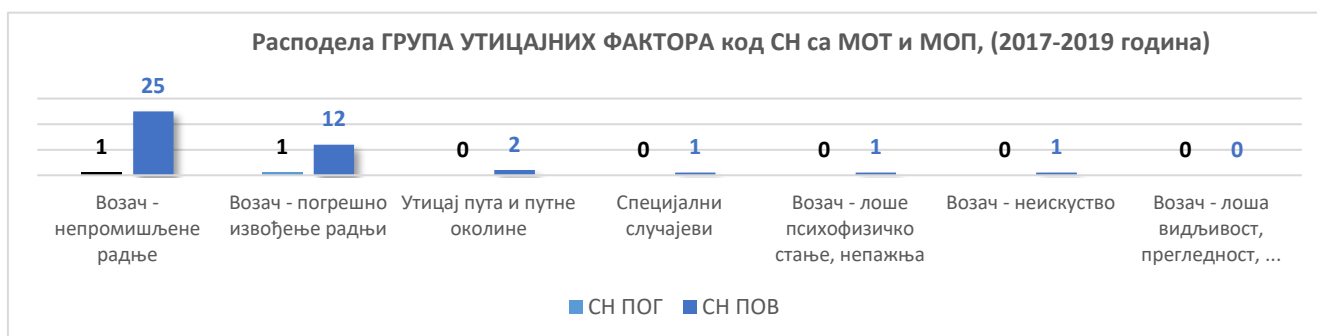 Расподела ГРУПА УТИЦАЈНИХ ФАКТОРА код СН са МОТ и МОП, (2017-2019 година)
1 25 1 12 0 2 0 1 0 1 0 1 0 0
Возач -
непромишљене
радње
Возач - погрешно
извођење радњи
Утицај пута и путне
околине
Специјални
случајеви
Возач - лоше
психофизичко
стање, непажња
Возач - неискуство
Возач - лоша
видљивост,
прегледност, ...
СН ПОГ СН ПОВ